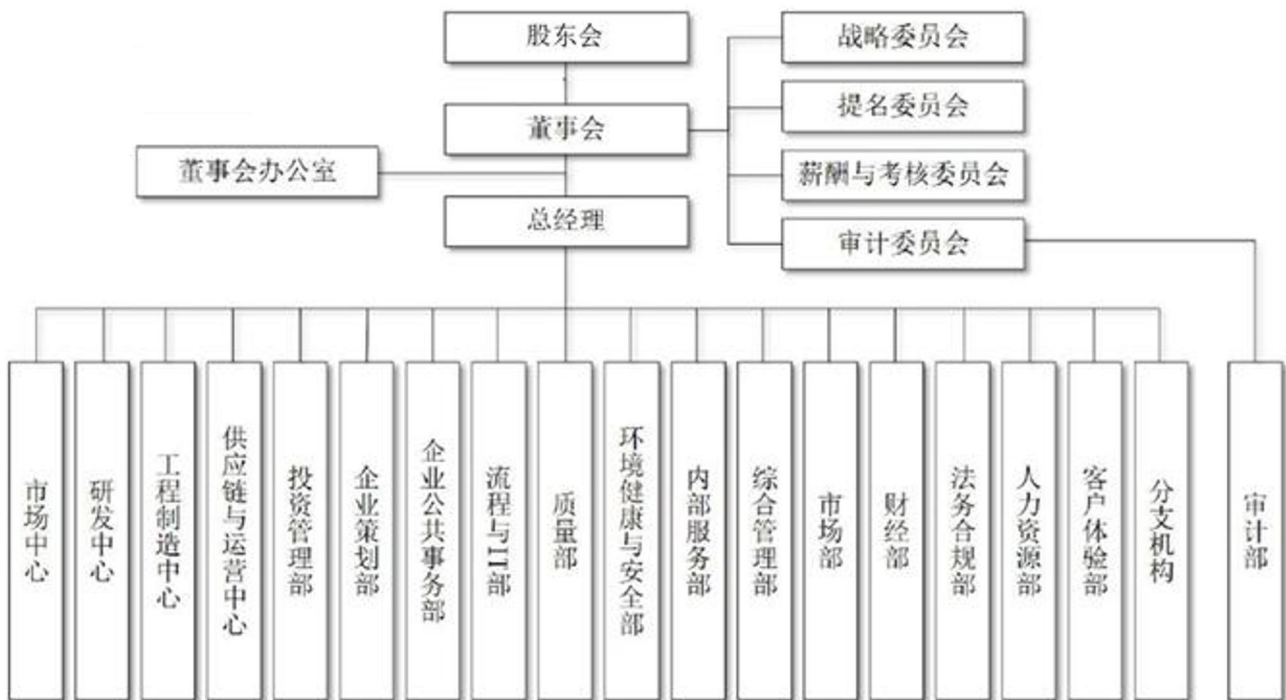 股东会
战略委员会
董事会
提名委员会
董事会办公室
薪酬与考核委员会
总经理
审计委员会
市场中心
研发中心
工程制造中心
供应链与运营中心
投资管理部
企业策划部
企业公共事务部
流程与IT部
质量部
环境健康与安全部
内部服务部
综合管理部
市场部
财经部
法务合规部
人力资源部
客户体验部
分支机构
审计部